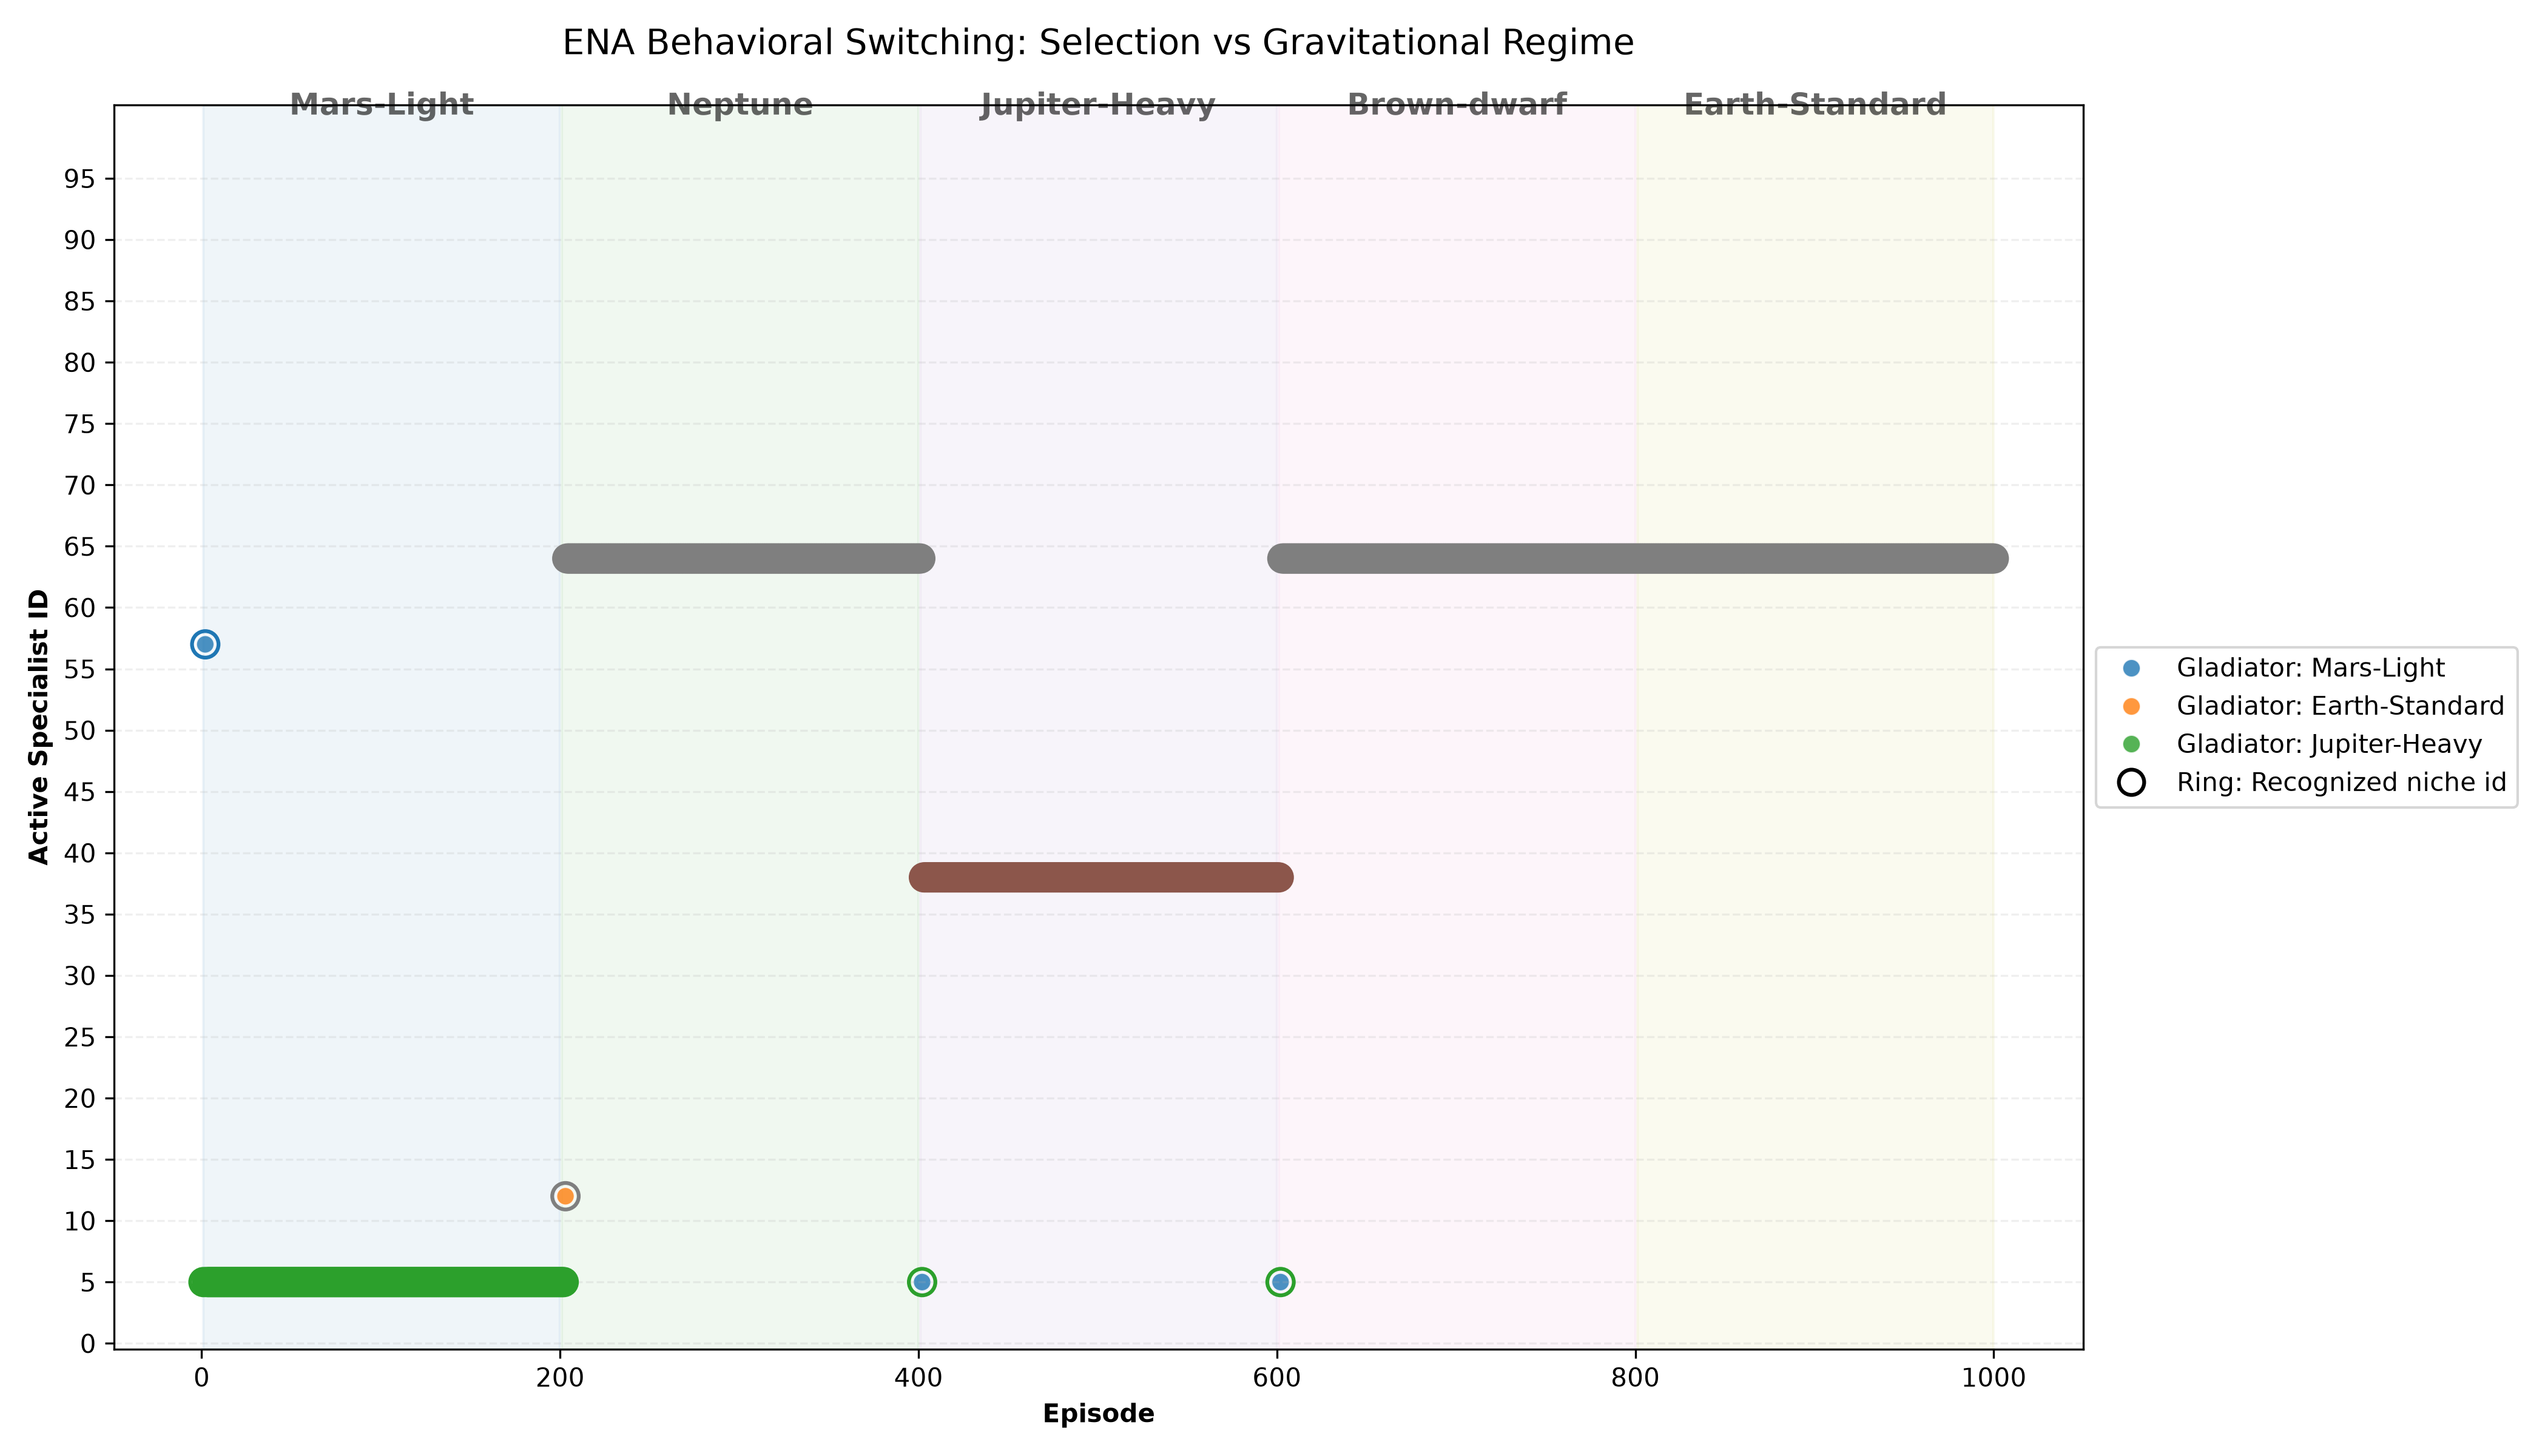 ENA Behavioral Switching: Selection vs Gravitational Regime
Mars-Light Neptune Jupiter-Heavy Brown-dwarf Earth-Standard
95
90
85
80
75
70
65
60
55
50
45
40
35
30
25
20
15
10
5
0
Active Specialist ID
0 200 400 600 800 1000
Episode
Gladiator: Mars-Light
Gladiator: Earth-Standard
Gladiator: Jupiter-Heavy
Ring: Recognized niche id